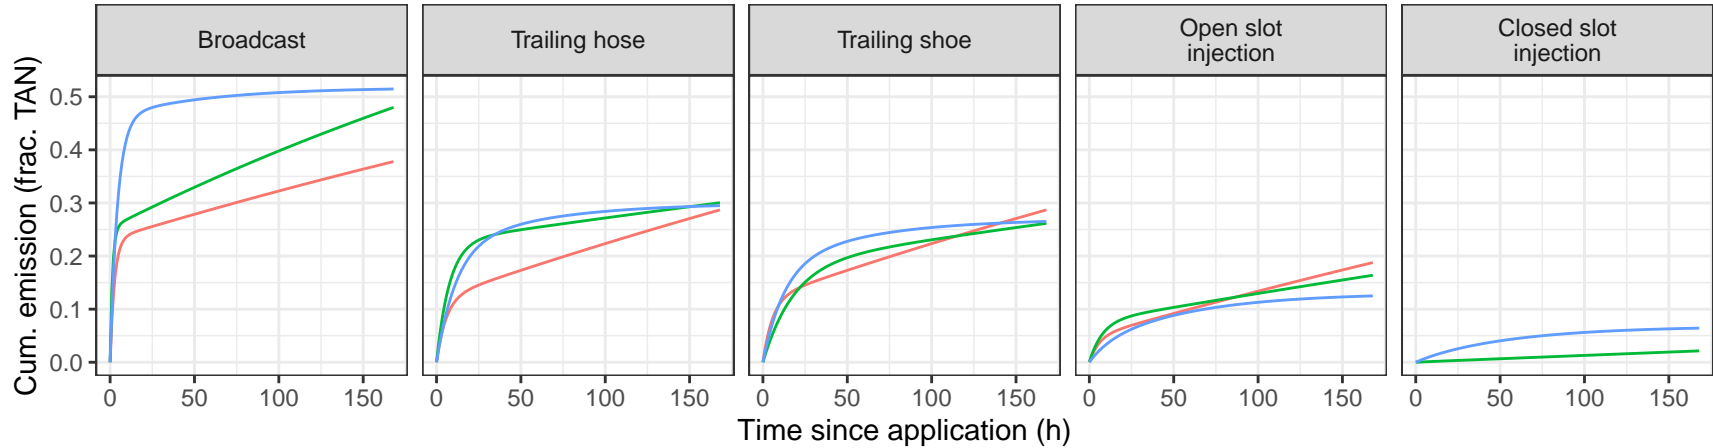 Broadcast
Trailing hose
Trailing shoe
Open slot
injection
Closed slot
injection
Cum. emission (frac. TAN)
0.5
0.4
0.3
0.2
0.1
0.0
0 50 100 150
0 50 100 150
0 50 100 150
0 50 100 150
0 50 100 150
Time since application (h)